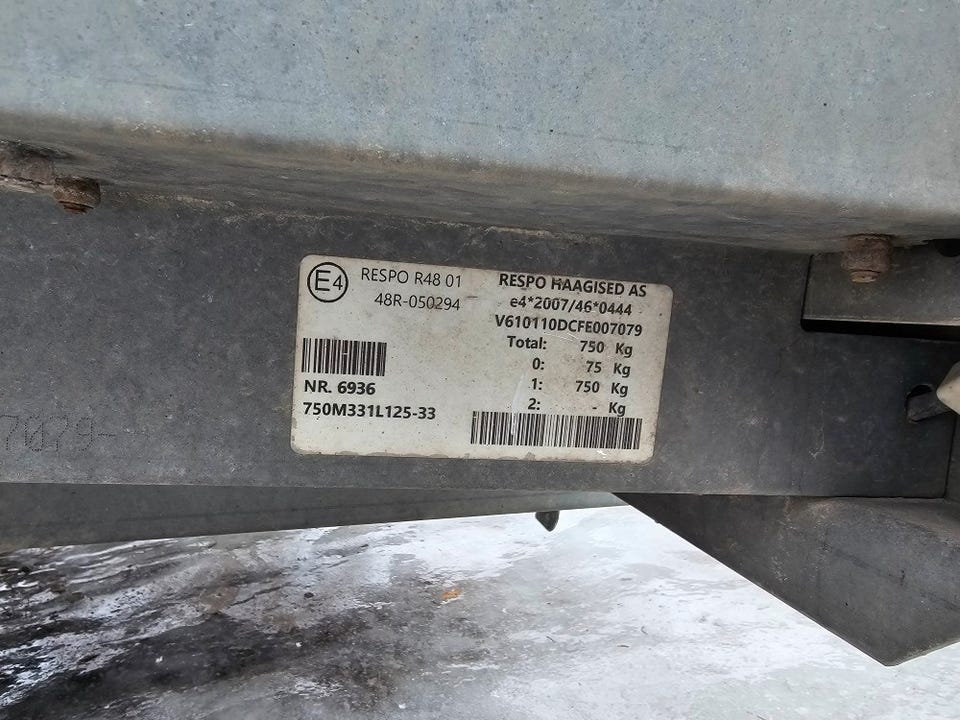 E4
RESPO R48 01
48R-050294
NR. 6936
750M331L125-33
RESPO HAAGISED AS
e4*2007/46*0444
V610110DCFE007079
Total: 750 Kg
0: 75 Kg
1: 750 Kg
2: - Kg
7079-